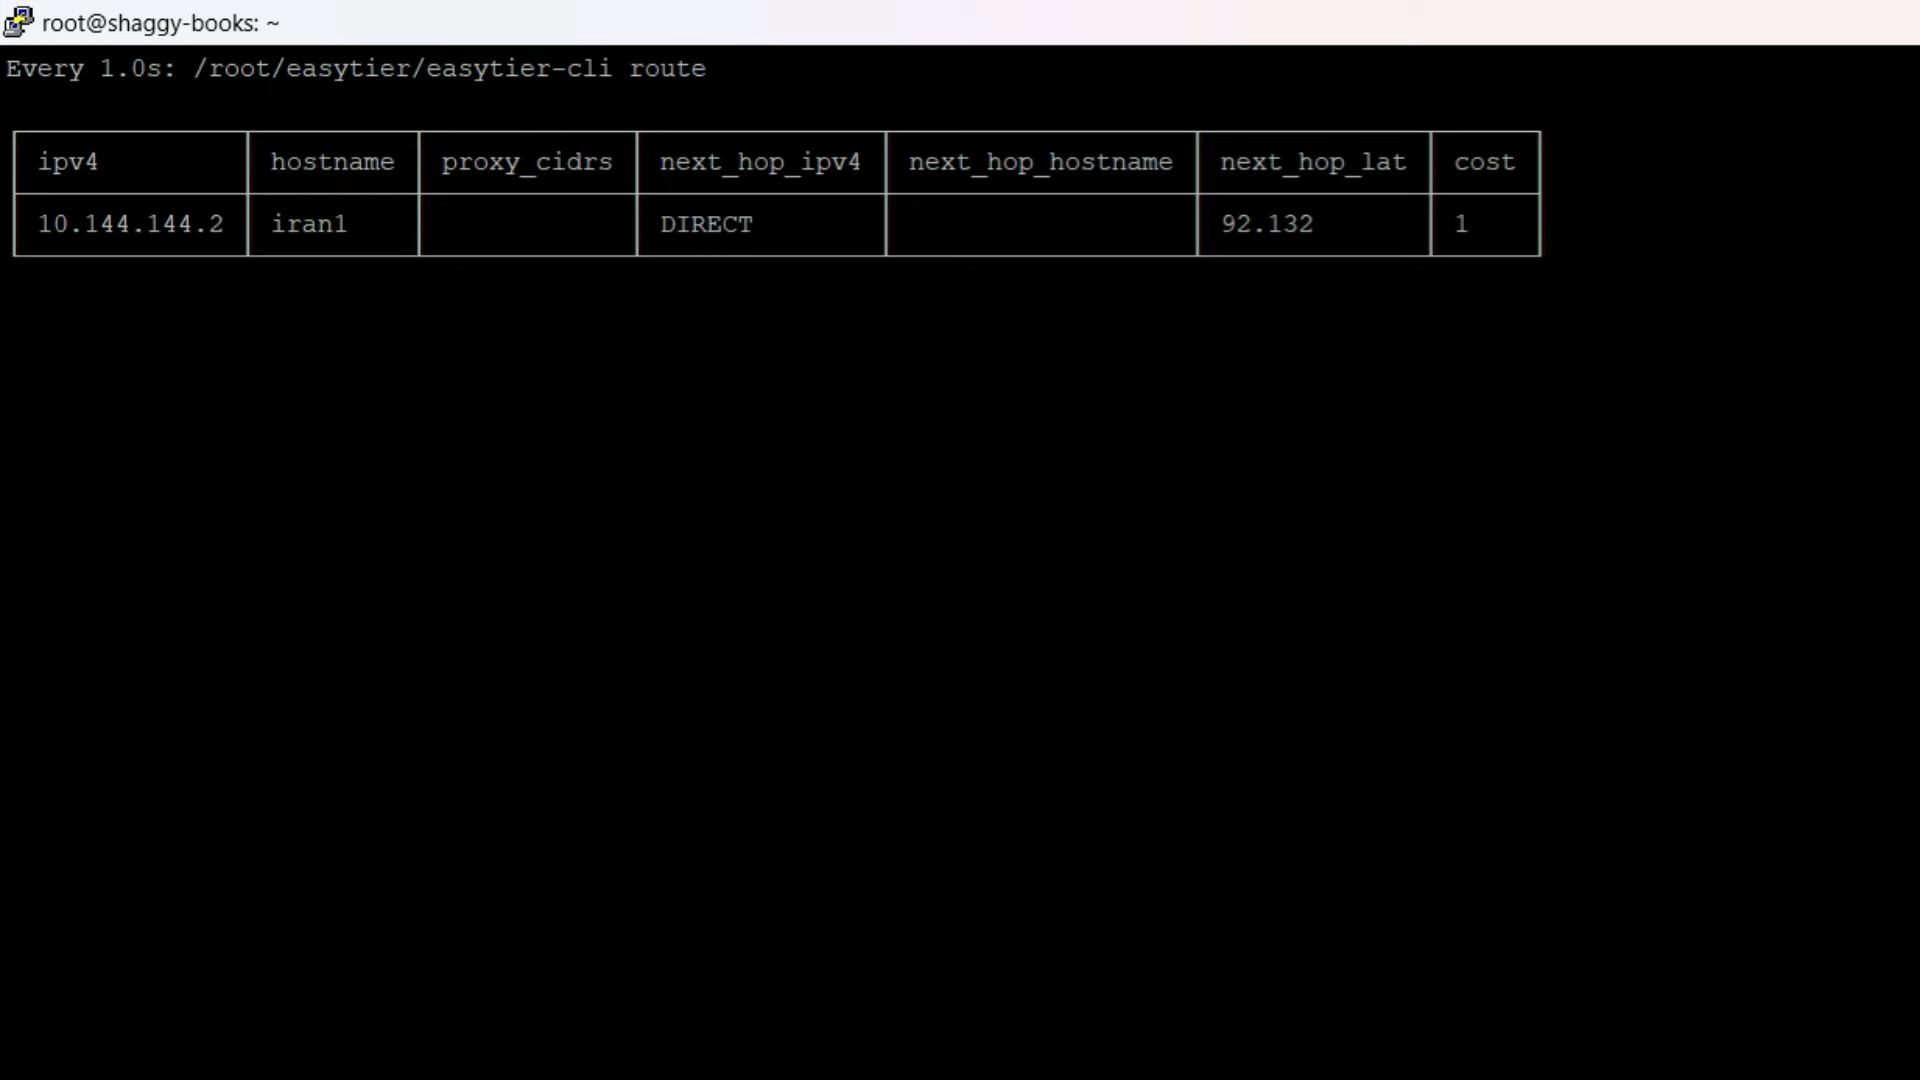 root@shaggy-books: ~
Every 1.0s: /root/easytier/easytier-cli route
ipv4 hostname proxy_cidrs next_hop_ipv4 next_hop_hostname next_hop_lat cost
10.144.144.2 iran1 DIRECT 92.132 1